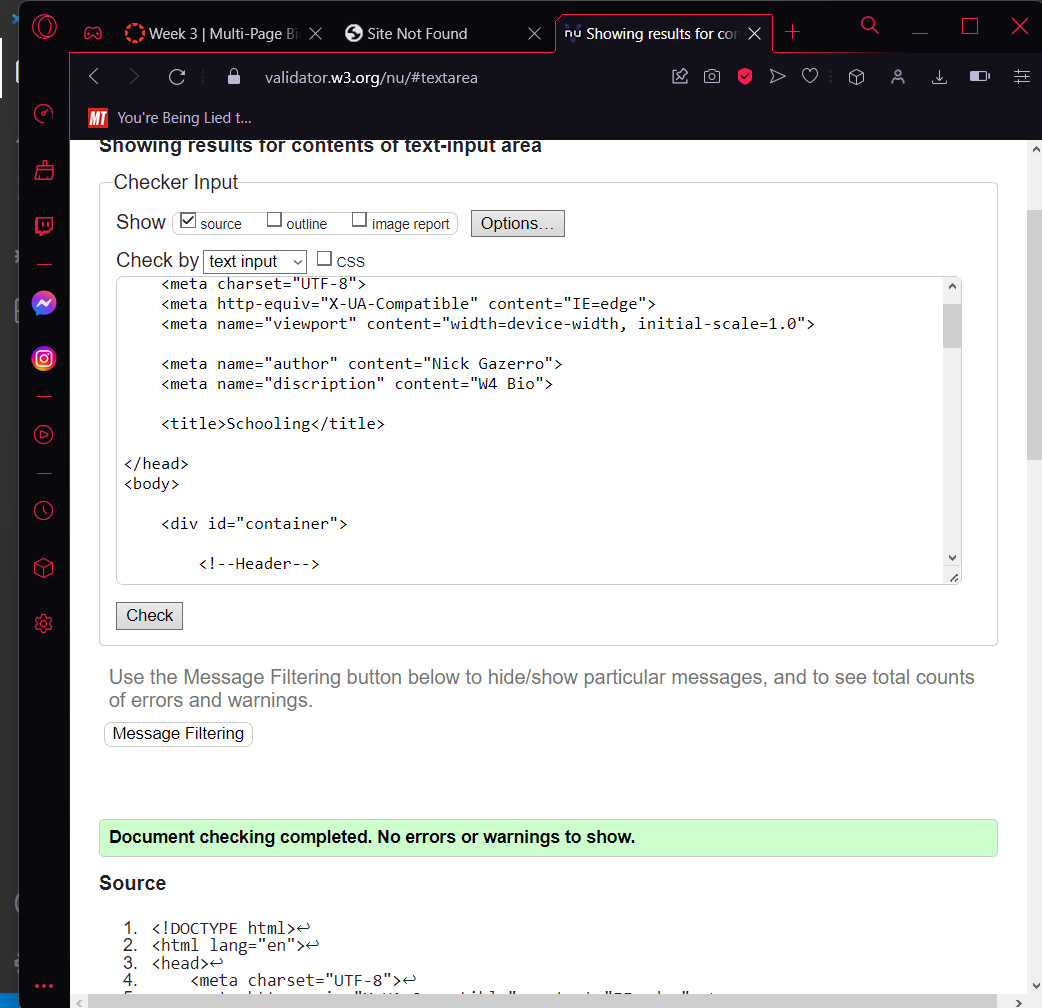 Week 3 | Multi-Page Bi
Site Not Found
nu Showing results for con
validator.w3.org/nu/#textarea
MT You're Being Lied t...
Showing results for contents of text-input area
Checker Input
Show source outline image report Options...
Check by text input CSS
<meta charset="UTF-8">
<meta http-equiv="X-UA-Compatible" content="IE=edge">
<meta name="viewport" content="width=device-width, initial-scale=1.0">
<meta name="author" content="Nick Gazerro">
<meta name="discription" content="W4 Bio">
<title>Schooling</title>
</head>
<body>
<div id="container">
<!--Header-->
Check
Use the Message Filtering button below to hide/show particular messages, and to see total counts
of errors and warnings.
Message Filtering
Document checking completed. No errors or warnings to show.
Source
1. <!DOCTYPE html>↩
2. <html lang="en">↩
3. <head>↩
4. <meta charset="UTF-8">↩